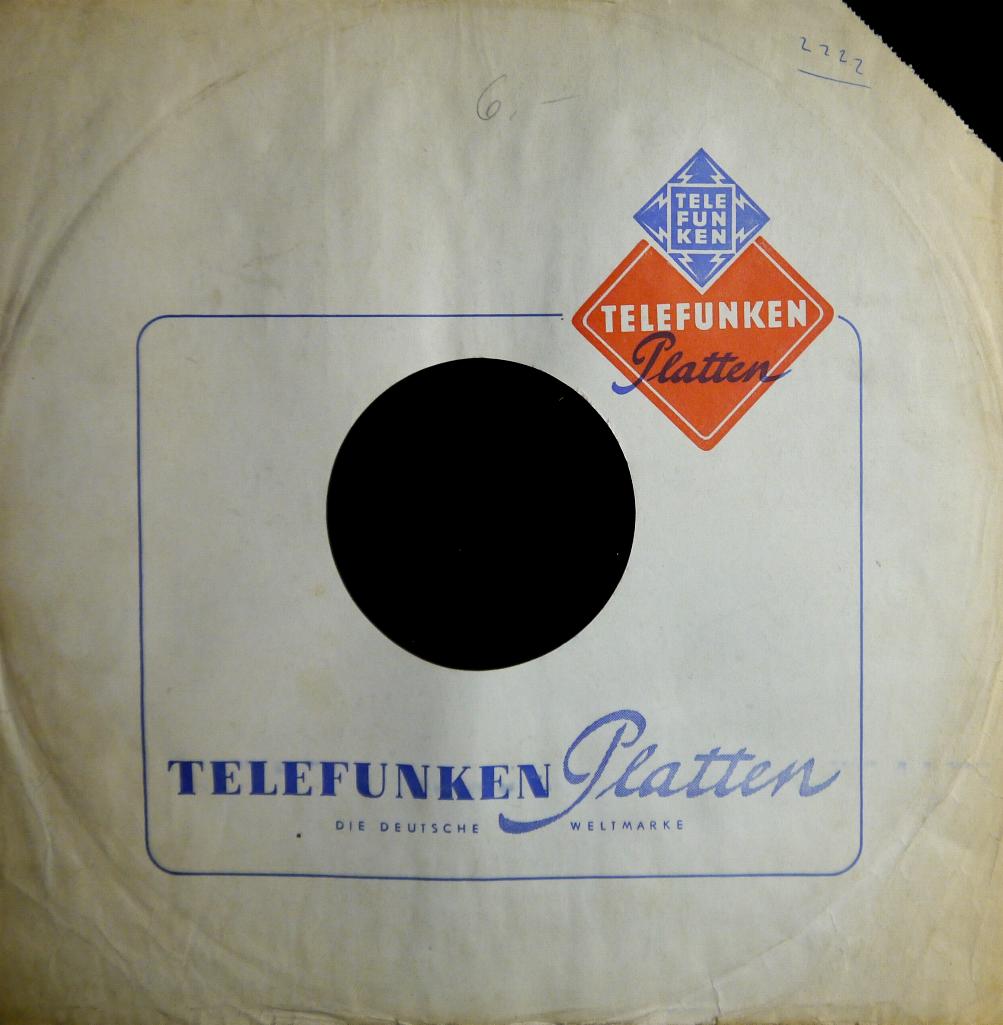 2222
6,-
TELE
FUN
KEN
TELEFUNKEN
Platten
TELEFUNKEN Platten
DIE DEUTSCHE WELTMARKE